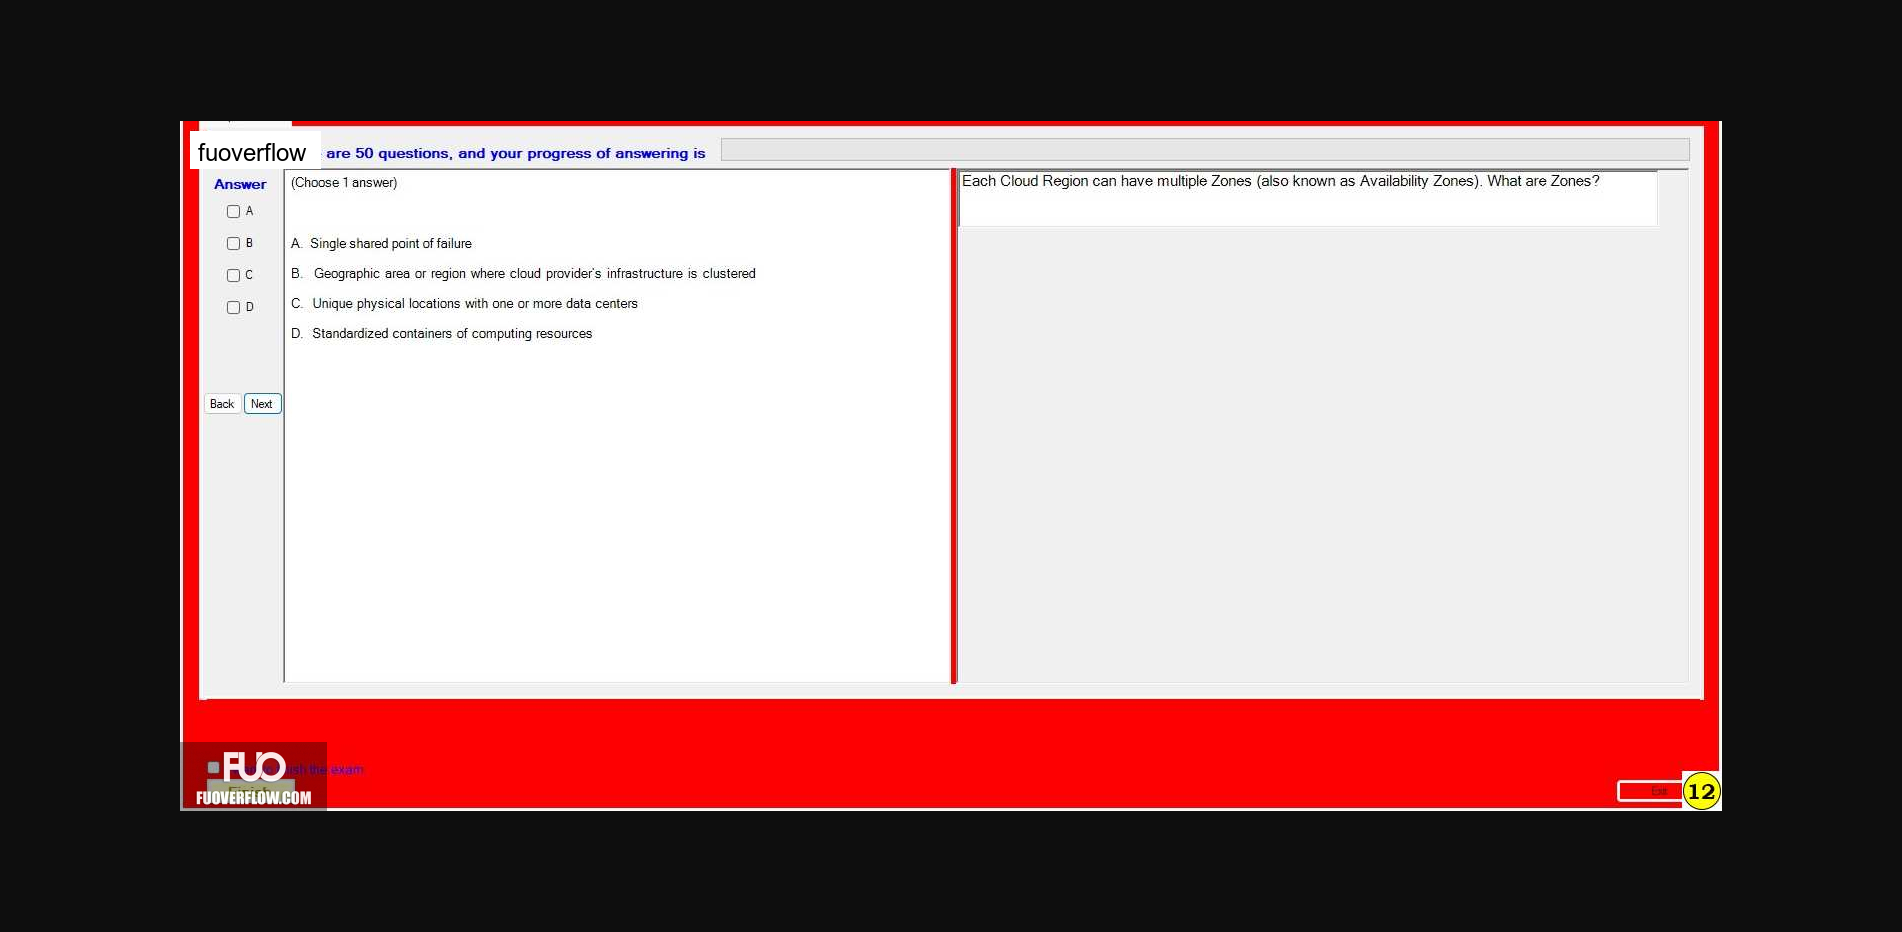 fuoverflow are 50 questions, and your progress of answering is
Answer
A
B
C
D
Back Next
(Choose 1 answer)
A. Single shared point of failure
B. Geographic area or region where cloud provider's infrastructure is clustered
C. Unique physical locations with one or more data centers
D. Standardized containers of computing resources
Each Cloud Region can have multiple Zones (also known as Availability Zones). What are Zones?
FUO
the exam
Finish
FUOVERFLOW.COM
Exit
12